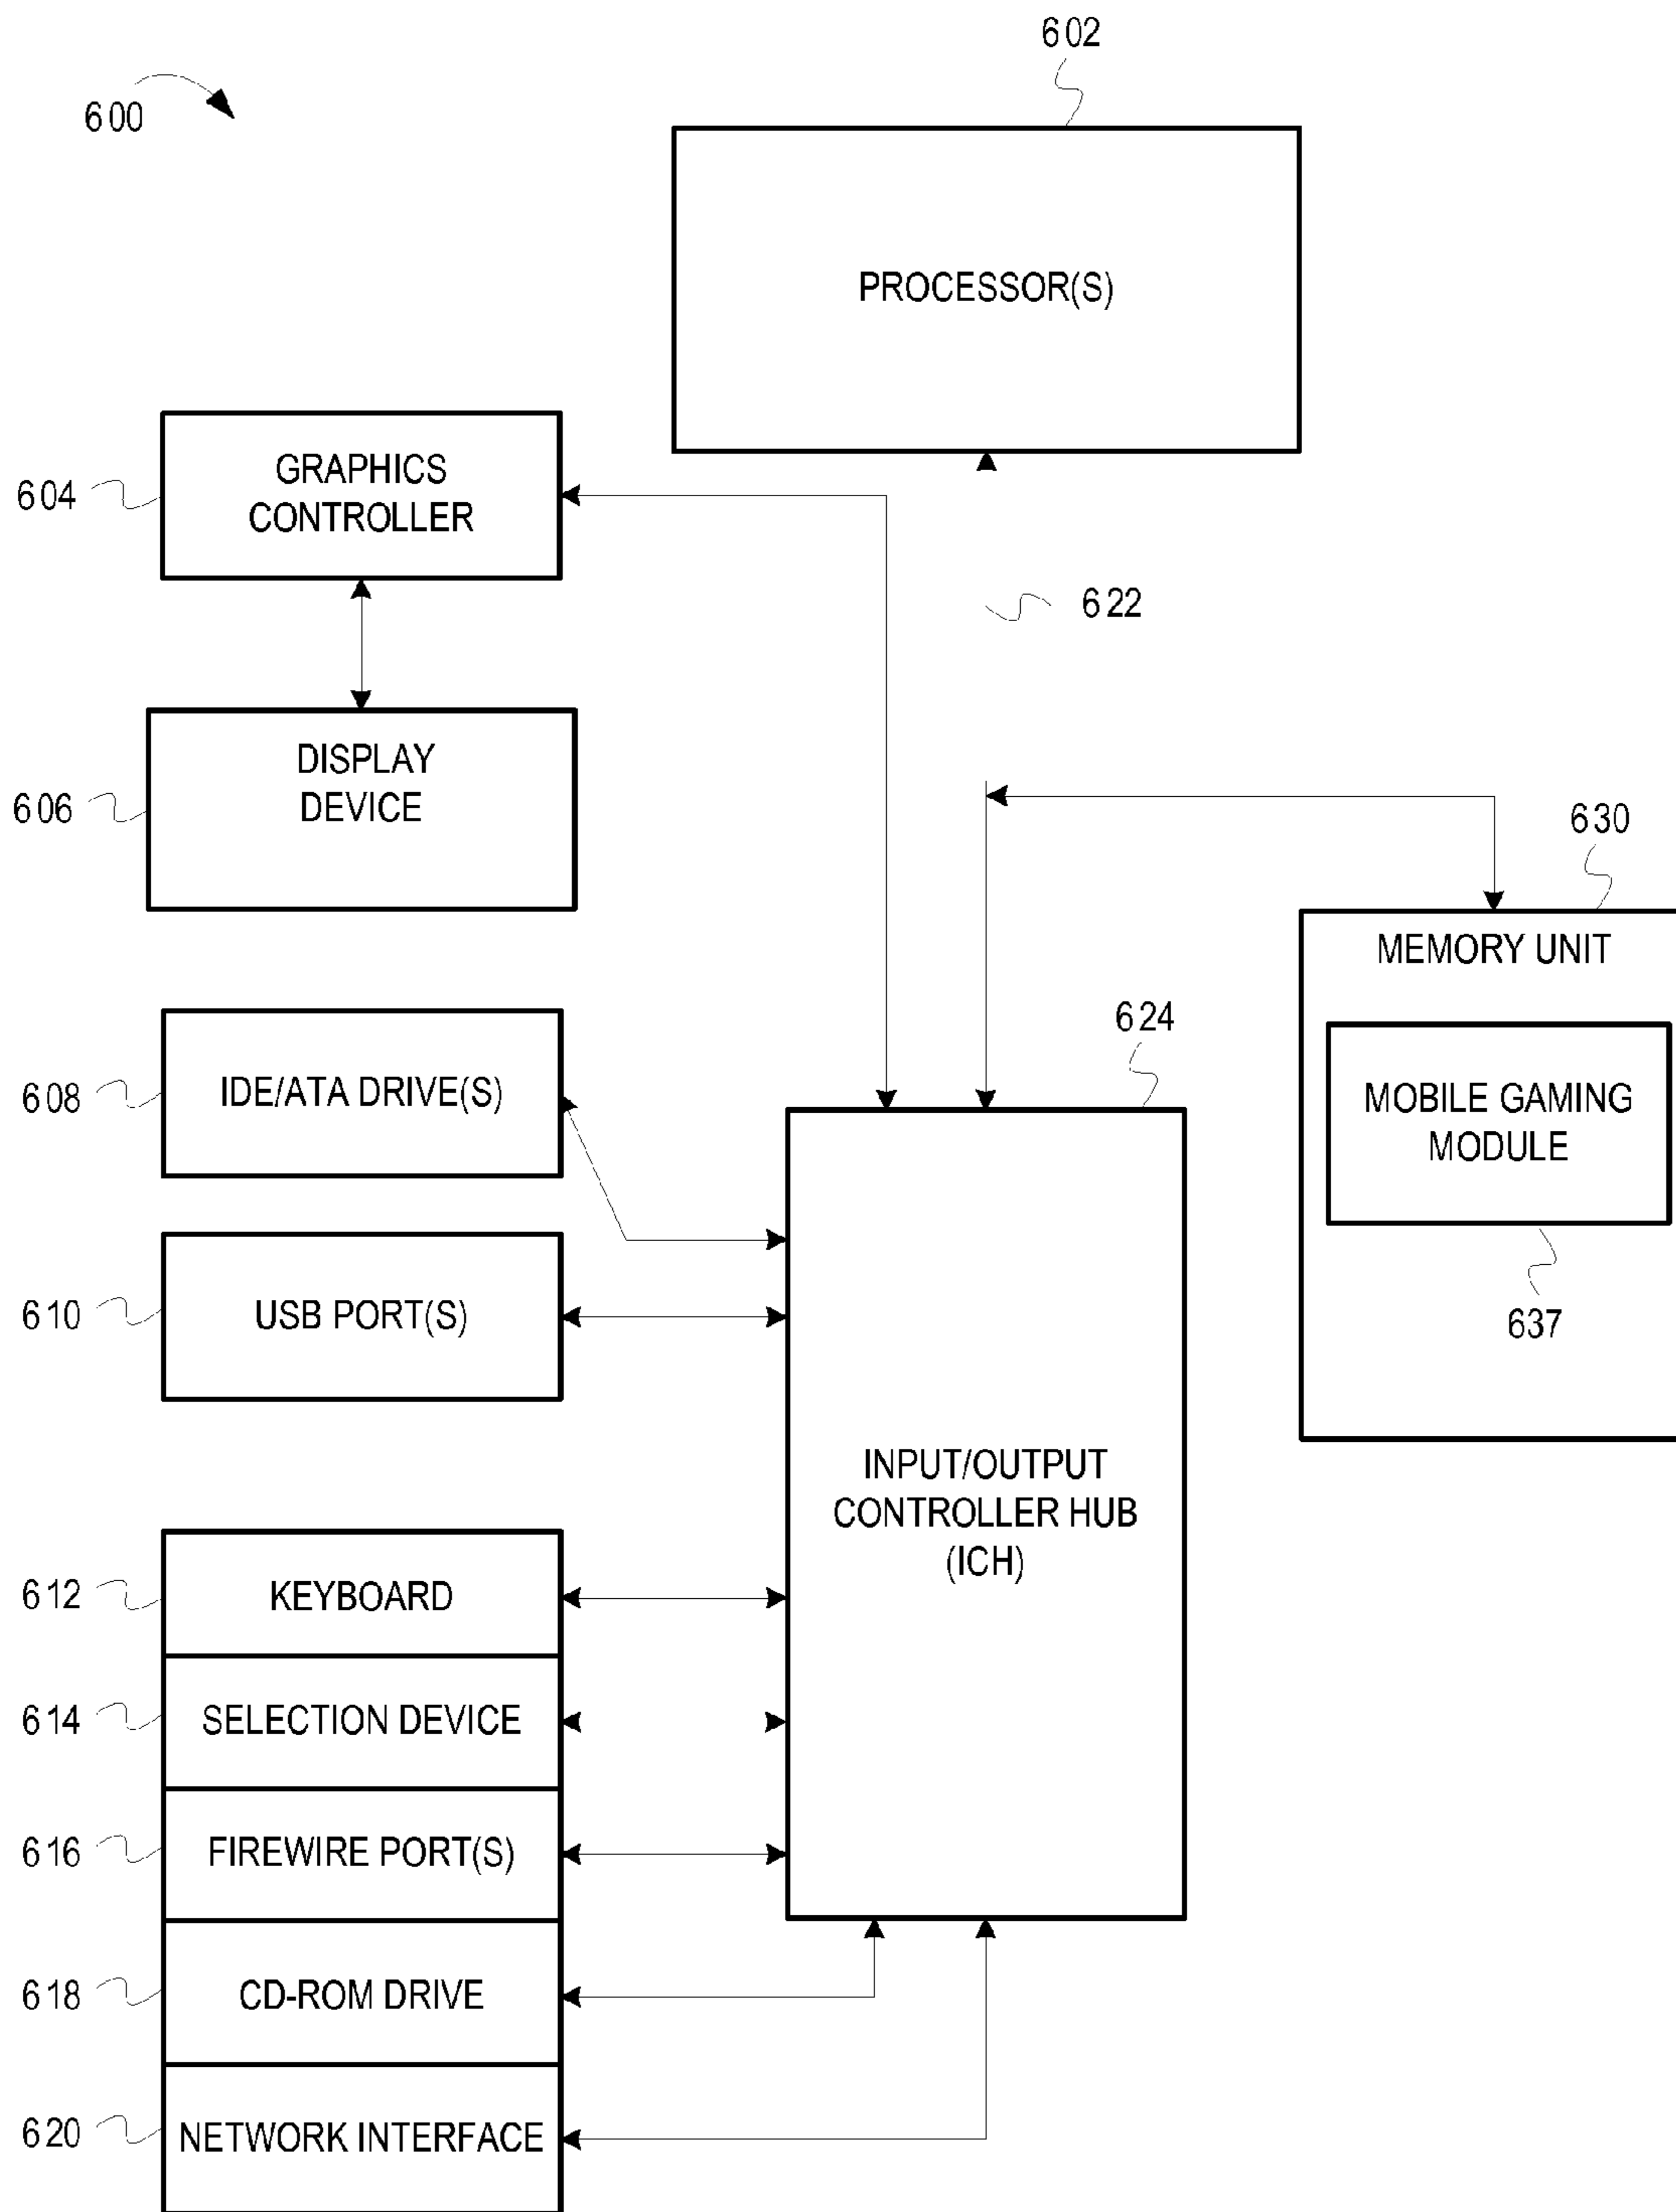 602
600
PROCESSOR(S)
GRAPHICS
CONTROLLER
604
622
DISPLAY
DEVICE
606
630
MEMORY UNIT
624
IDE/ATA DRIVE(S)
608
MOBILE GAMING
MODULE
USB PORT(S)
610
637
INPUT/OUTPUT
CONTROLLER HUB
(ICH)
612
KEYBOARD
614
SELECTION DEVICE
616
FIREWIRE PORT(S)
618
CD-ROM DRIVE
620
NETWORK INTERFACE